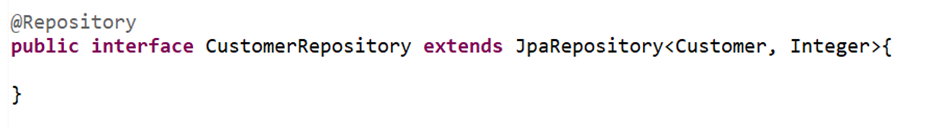 @Repository
public interface CustomerRepository extends JpaRepository<Customer, Integer>{
}